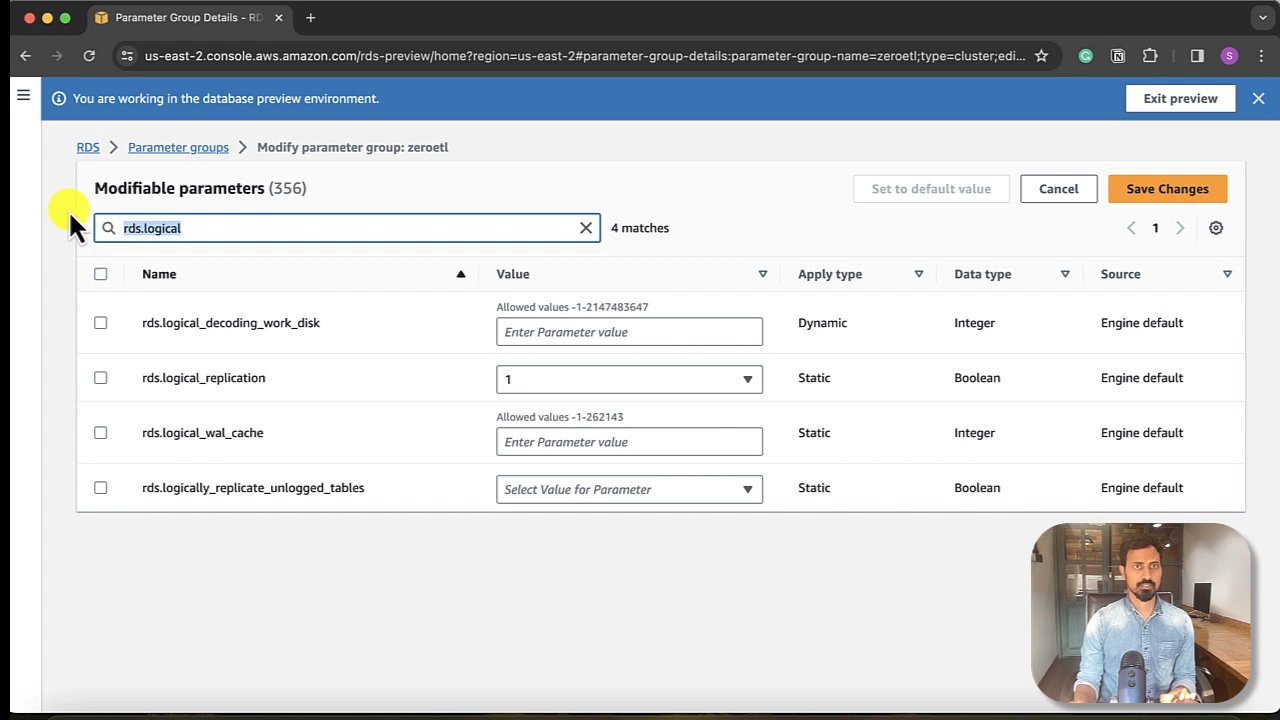 Parameter Group Details - RD
us-east-2.console.aws.amazon.com/rds-preview/home?region=us-east-2#parameter-group-details:parameter-group-name=zeroetl;type=cluster;edi...
S
You are working in the database preview environment.
Exit preview
RDS Parameter groups Modify parameter group: zeroetl
Modifiable parameters (356)
Set to default value
Cancel
Save Changes
rds.logical
4 matches
1
Name Value Apply type Data type Source
Allowed values -1-2147483647
rds.logical_decoding_work_disk Enter Parameter value Dynamic Integer Engine default
rds.logical_replication 1 Static Boolean Engine default
Allowed values -1-262143
rds.logical_wal_cache Enter Parameter value Static Integer Engine default
rds.logically_replicate_unlogged_tables Select Value for Parameter Static Boolean Engine default